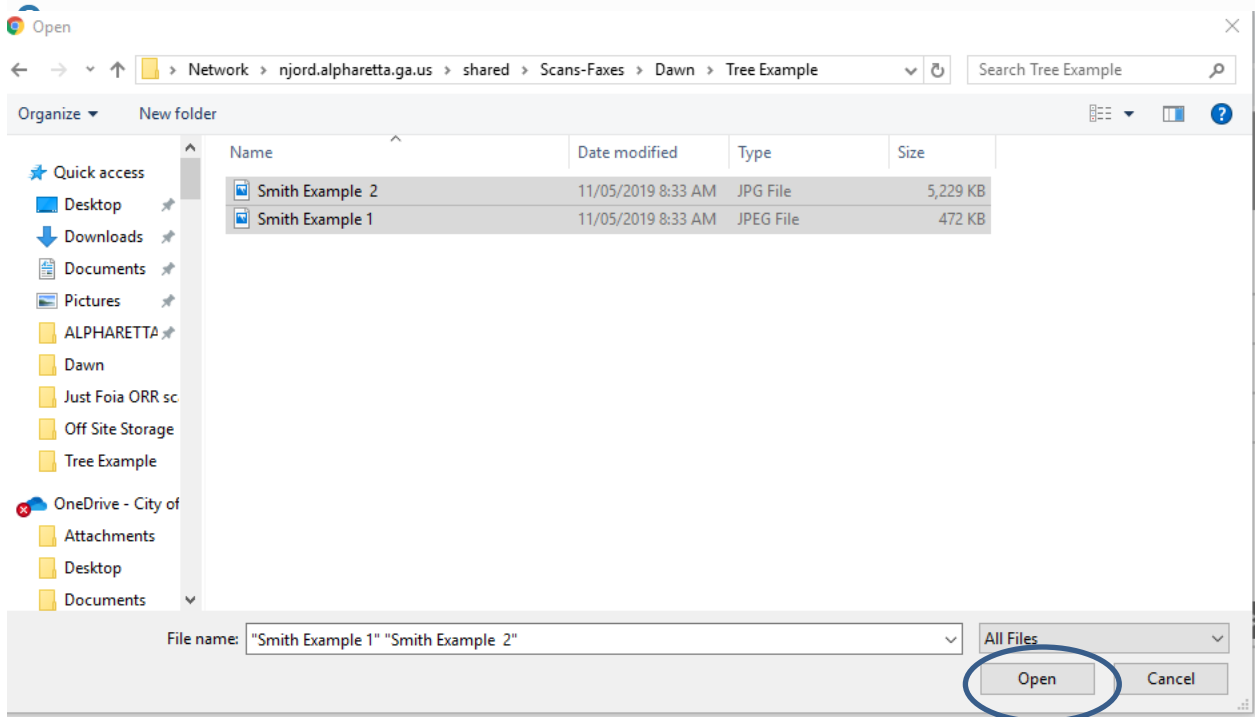 Open
Network > njord.alpharetta.ga.us > shared > Scans-Faxes > Dawn > Tree Example
Search Tree Example
Organize New folder
Name Date modified Type Size
Quick access
Desktop
Downloads
Documents
Pictures
ALPHARETTA
Dawn
Just Foia ORR sc
Off Site Storage
Tree Example
OneDrive - City of
Attachments
Desktop
Documents
Smith Example  2 11/05/2019 8:33 AM JPG File 5,229 KB
Smith Example 1 11/05/2019 8:33 AM JPEG File 472 KB
File name: "Smith Example 1" "Smith Example  2"
All Files
Open Cancel